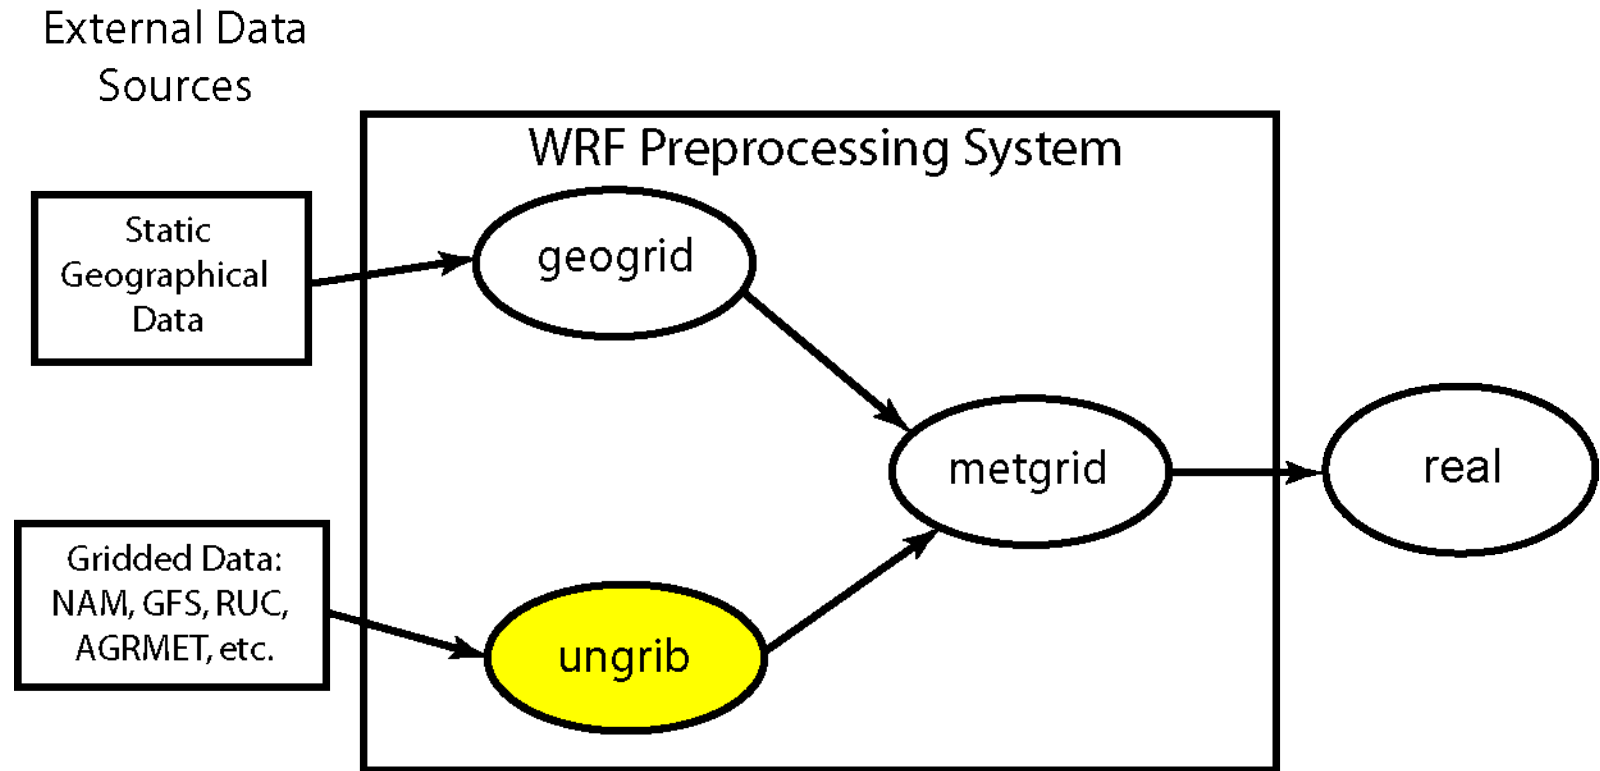 External Data
Sources
WRF Preprocessing System
Static
Geographical
Data
geogrid
metgrid
real
Gridded Data:
NAM, GFS, RUC,
AGRMET, etc.
ungrib